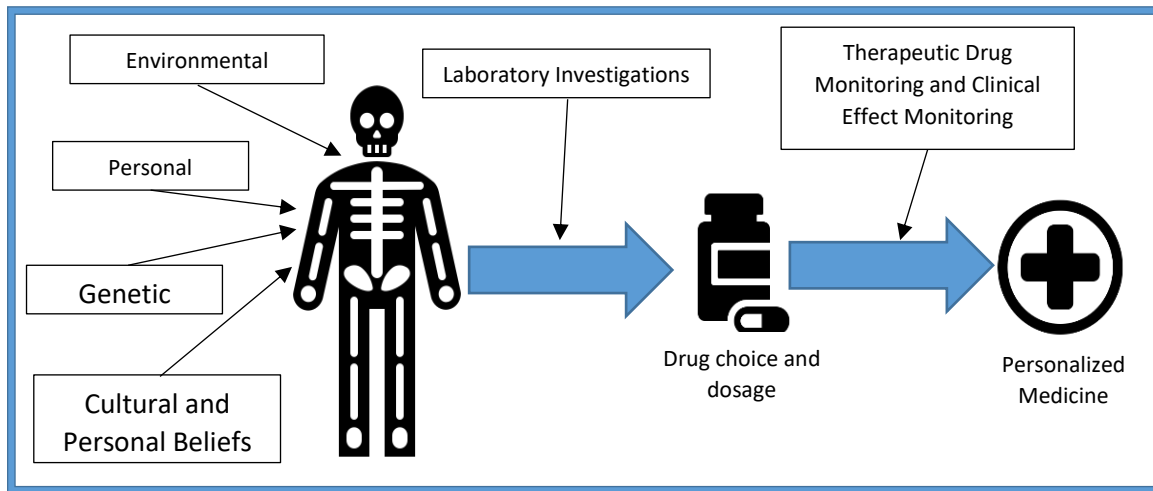 Environmental
Personal
Genetic
Cultural and
Personal Beliefs
Laboratory Investigations
Therapeutic Drug
Monitoring and Clinical
Effect Monitoring
Drug choice and
dosage
Personalized
Medicine